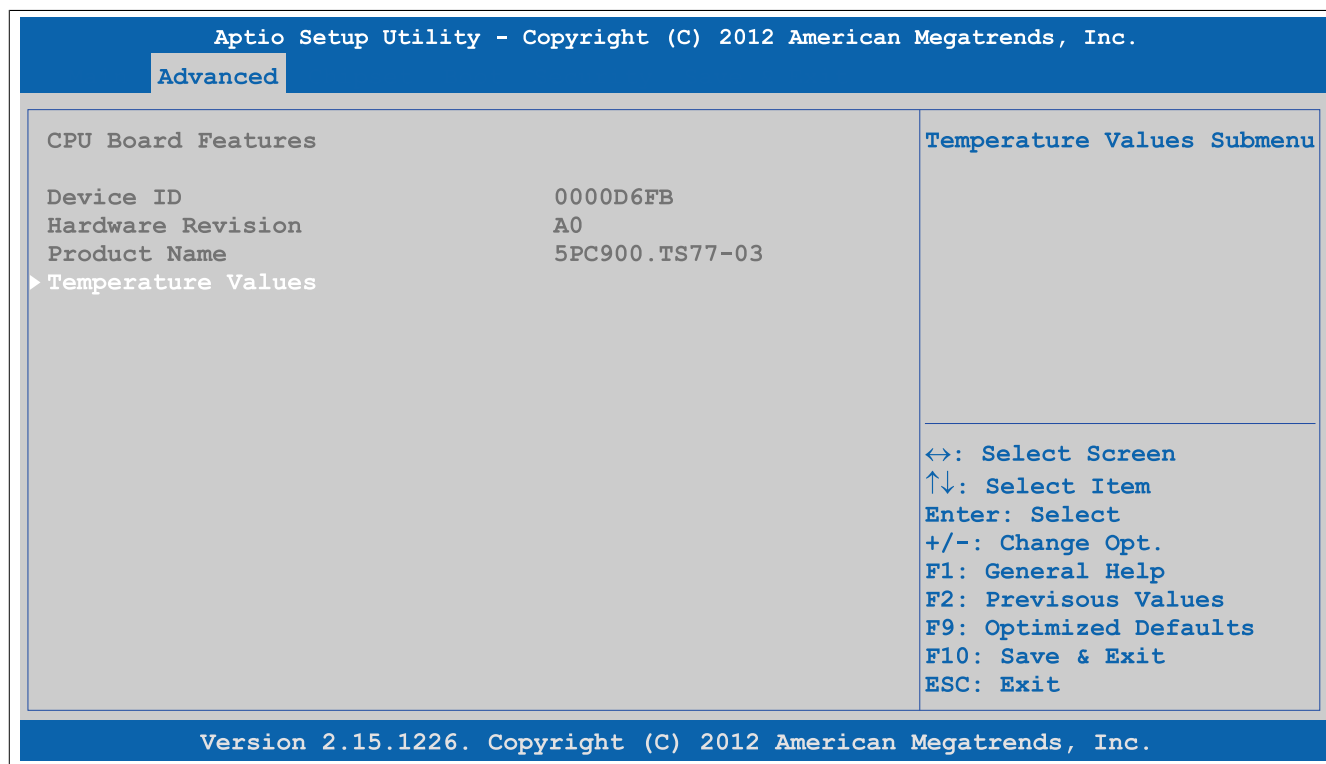 Aptio Setup Utility - Copyright (C) 2012 American Megatrends, Inc.
Advanced
CPU Board Features
Device ID 0000D6FB
Hardware Revision A0
Product Name 5PC900.TS77-03
Temperature Values
Temperature Values Submenu
↔: Select Screen
↑↓: Select Item
Enter: Select
+/-: Change Opt.
F1: General Help
F2: Previsous Values
F9: Optimized Defaults
F10: Save & Exit
ESC: Exit
Version 2.15.1226. Copyright (C) 2012 American Megatrends, Inc.